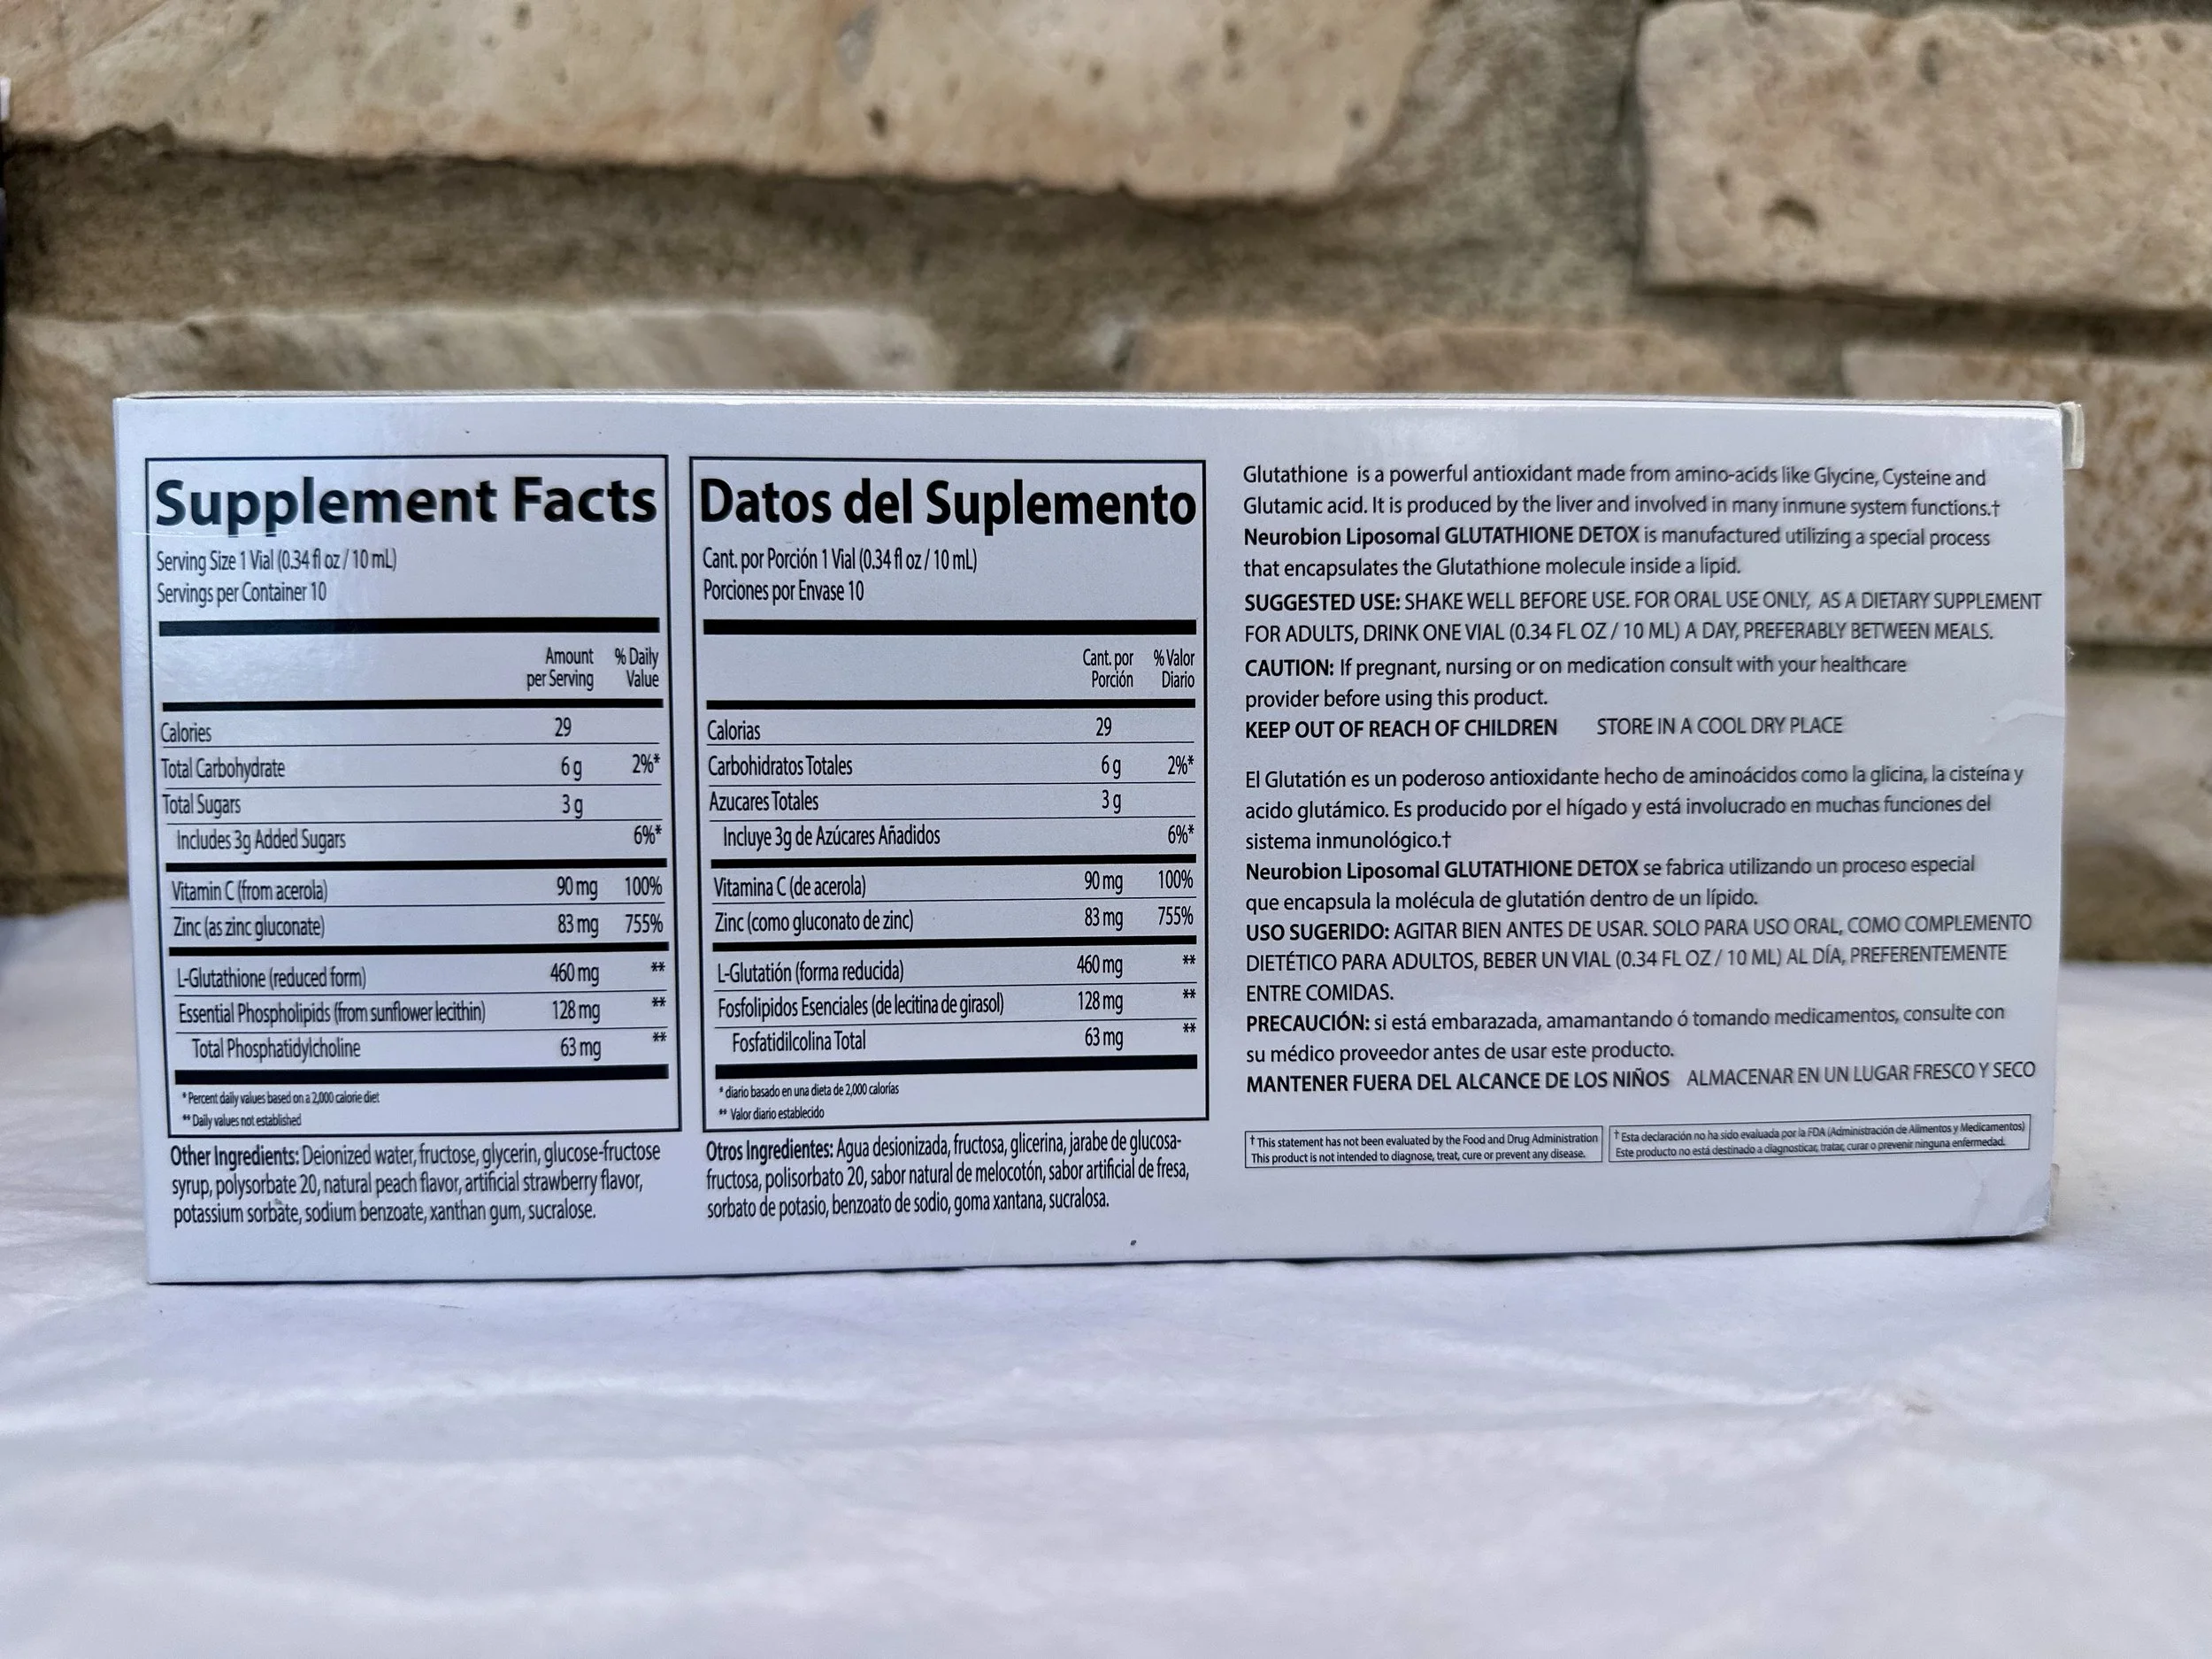 Supplement Facts
Serving Size 1 Vial (0.34 fl oz / 10 mL)
Servings per Container 10
Amount per Serving % Daily Value
Calories 29
Total Carbohydrate 6 g 2%*
Total Sugars 3 g
Includes 3g Added Sugars 6%*
Vitamin C (from acerola) 90 mg 100%
Zinc (as zinc gluconate) 83 mg 755%
L-Glutathione (reduced form) 460 mg **
Essential Phospholipids (from sunflower lecithin) 128 mg **
Total Phosphatidylcholine 63 mg **
* Percent daily values based on a 2,000 calorie diet
** Daily values not established
Other Ingredients: Deionized water, fructose, glycerin, glucose-fructose
syrup, polysorbate 20, natural peach flavor, artificial strawberry flavor,
potassium sorbate, sodium benzoate, xanthan gum, sucralose.
Datos del Suplemento
Cant. por Porción 1 Vial (0.34 fl oz / 10 mL)
Porciones por Envase 10
Cant. por Porción % Valor Diario
Calorias 29
Carbohidratos Totales 6 g 2%*
Azucares Totales 3 g
Incluye 3g de Azúcares Añadidos 6%*
Vitamina C (de acerola) 90 mg 100%
Zinc (como gluconato de zinc) 83 mg 755%
L-Glutatión (forma reducida) 460 mg **
Fosfolipidos Esenciales (de lecitina de girasol) 128 mg **
Fosfatidilcolina Total 63 mg **
* diario basado en una dieta de 2,000 calorías
** Valor diario establecido
Otros Ingredientes: Agua desionizada, fructosa, glicerina, jarabe de glucosa-
fructosa, polisorbato 20, sabor natural de melocotón, sabor artificial de fresa,
sorbato de potasio, benzoato de sodio, goma xantana, sucralosa.
Glutathione is a powerful antioxidant made from amino-acids like Glycine, Cysteine and
Glutamic acid. It is produced by the liver and involved in many inmune system functions.†
Neurobion Liposomal GLUTATHIONE DETOX is manufactured utilizing a special process
that encapsulates the Glutathione molecule inside a lipid.
SUGGESTED USE: SHAKE WELL BEFORE USE. FOR ORAL USE ONLY, AS A DIETARY SUPPLEMENT
FOR ADULTS, DRINK ONE VIAL (0.34 FL OZ / 10 ML) A DAY, PREFERABLY BETWEEN MEALS.
CAUTION: If pregnant, nursing or on medication consult with your healthcare
provider before using this product.
KEEP OUT OF REACH OF CHILDREN STORE IN A COOL DRY PLACE
El Glutatión es un poderoso antioxidante hecho de aminoácidos como la glicina, la cisteína y
acido glutámico. Es producido por el hígado y está involucrado en muchas funciones del
sistema inmunológico.†
Neurobion Liposomal GLUTATHIONE DETOX se fabrica utilizando un proceso especial
que encapsula la molécula de glutatión dentro de un lípido.
USO SUGERIDO: AGITAR BIEN ANTES DE USAR. SOLO PARA USO ORAL, COMO COMPLEMENTO
DIETÉTICO PARA ADULTOS, BEBER UN VIAL (0.34 FL OZ / 10 ML) AL DÍA, PREFERENTEMENTE
ENTRE COMIDAS.
PRECAUCIÓN: si está embarazada, amamantando ó tomando medicamentos, consulte con
su médico proveedor antes de usar este producto.
MANTENER FUERA DEL ALCANCE DE LOS NIÑOS ALMACENAR EN UN LUGAR FRESCO Y SECO
† This statement has not been evaluated by the Food and Drug Administration
This product is not intended to diagnose, treat, cure or prevent any disease.
† Esta declaración no ha sido evaluada por la FDA (Administración de Alimentos y Medicamentos)
Este producto no está destinado a diagnosticar, tratar, curar o prevenir ninguna enfermedad.